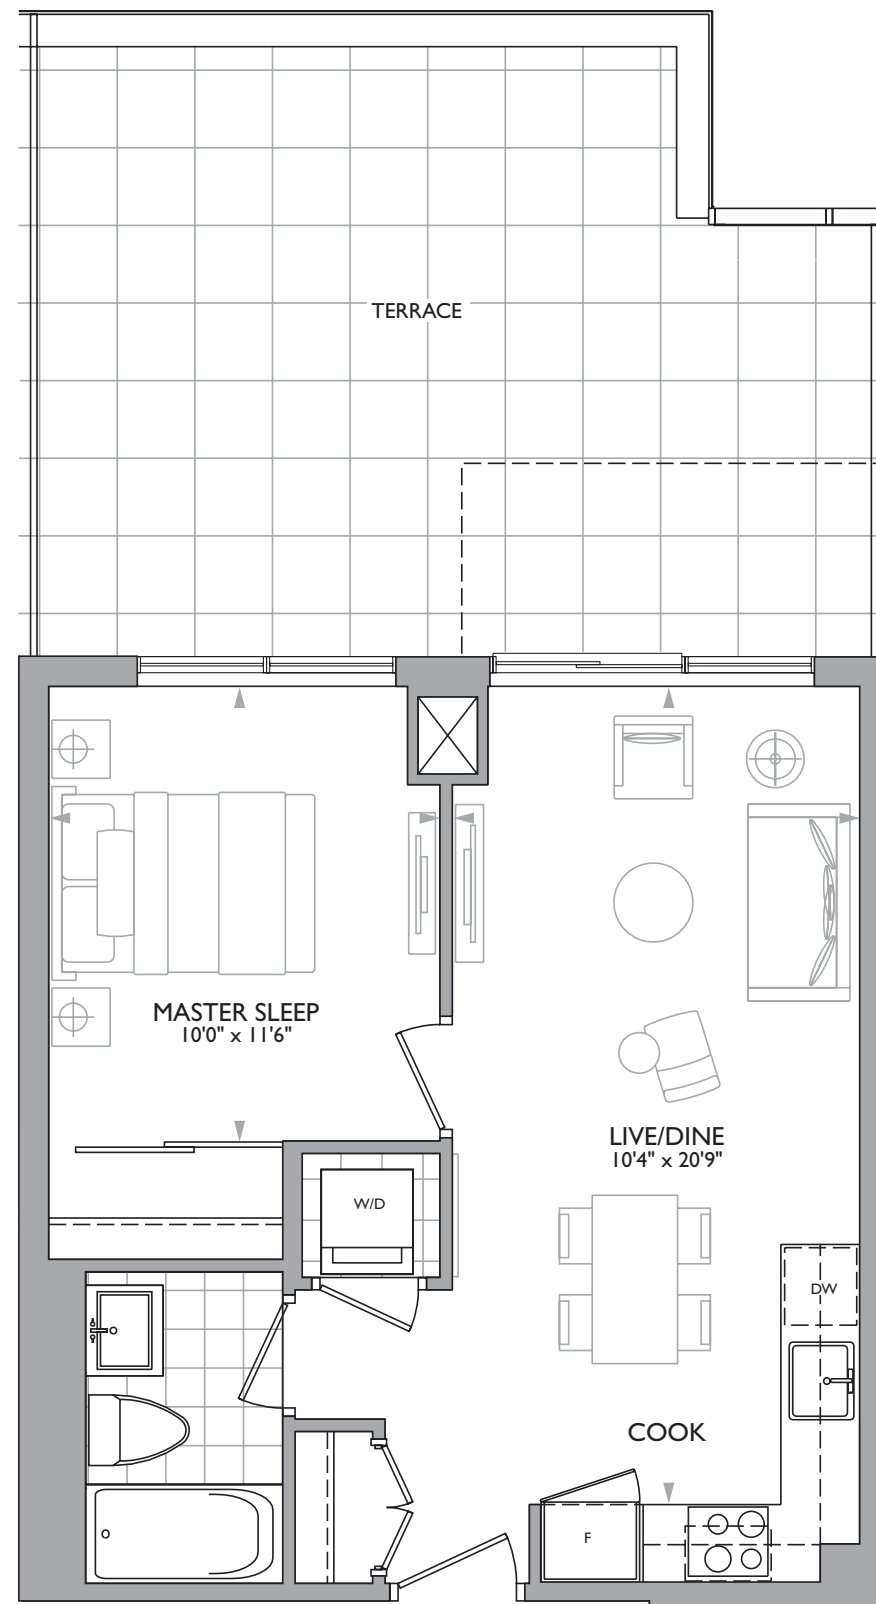 TERRACE
MASTER SLEEP
10'0" x 11'6"
LIVE/DINE
10'4" x 20'9"
W/D
DW
COOK
F